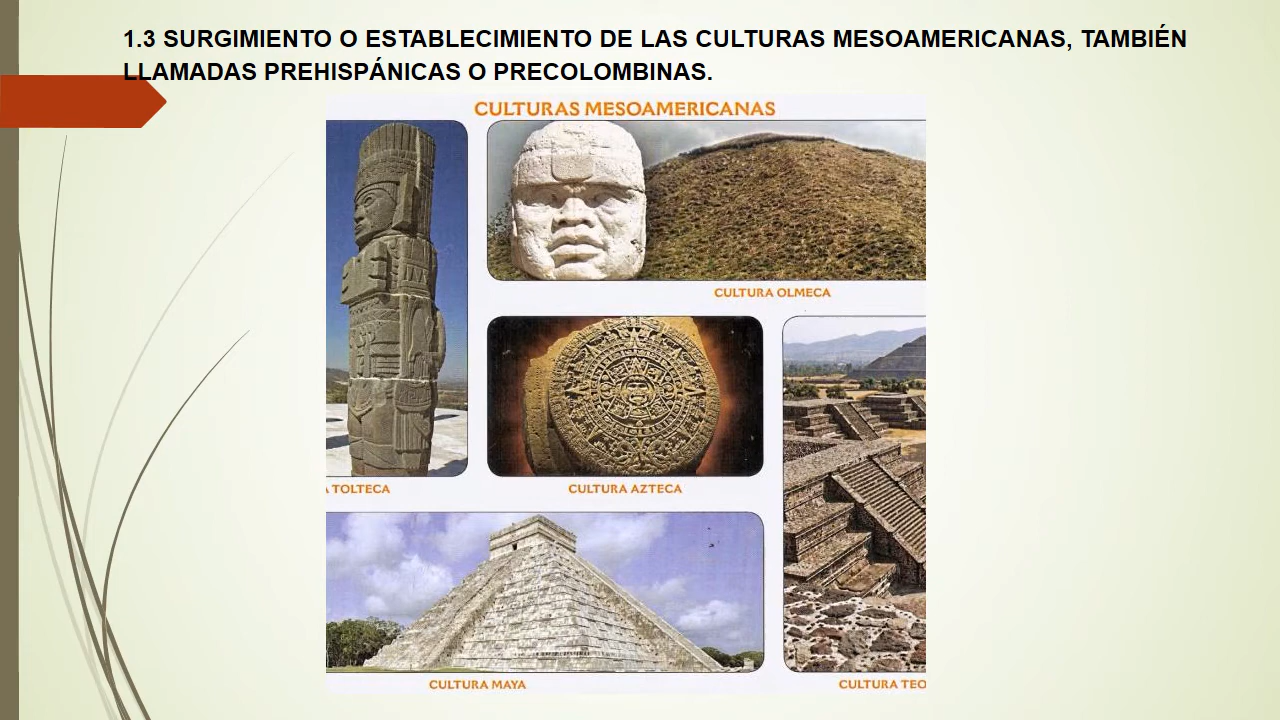 1.3 SURGIMIENTO O ESTABLECIMIENTO DE LAS CULTURAS MESOAMERICANAS, TAMBIÉN
LLAMADAS PREHISPÁNICAS O PRECOLOMBINAS.
CULTURAS MESOAMERICANAS
CULTURA OLMECA
A TOLTECA
CULTURA AZTECA
CULTURA MAYA
CULTURA TEO